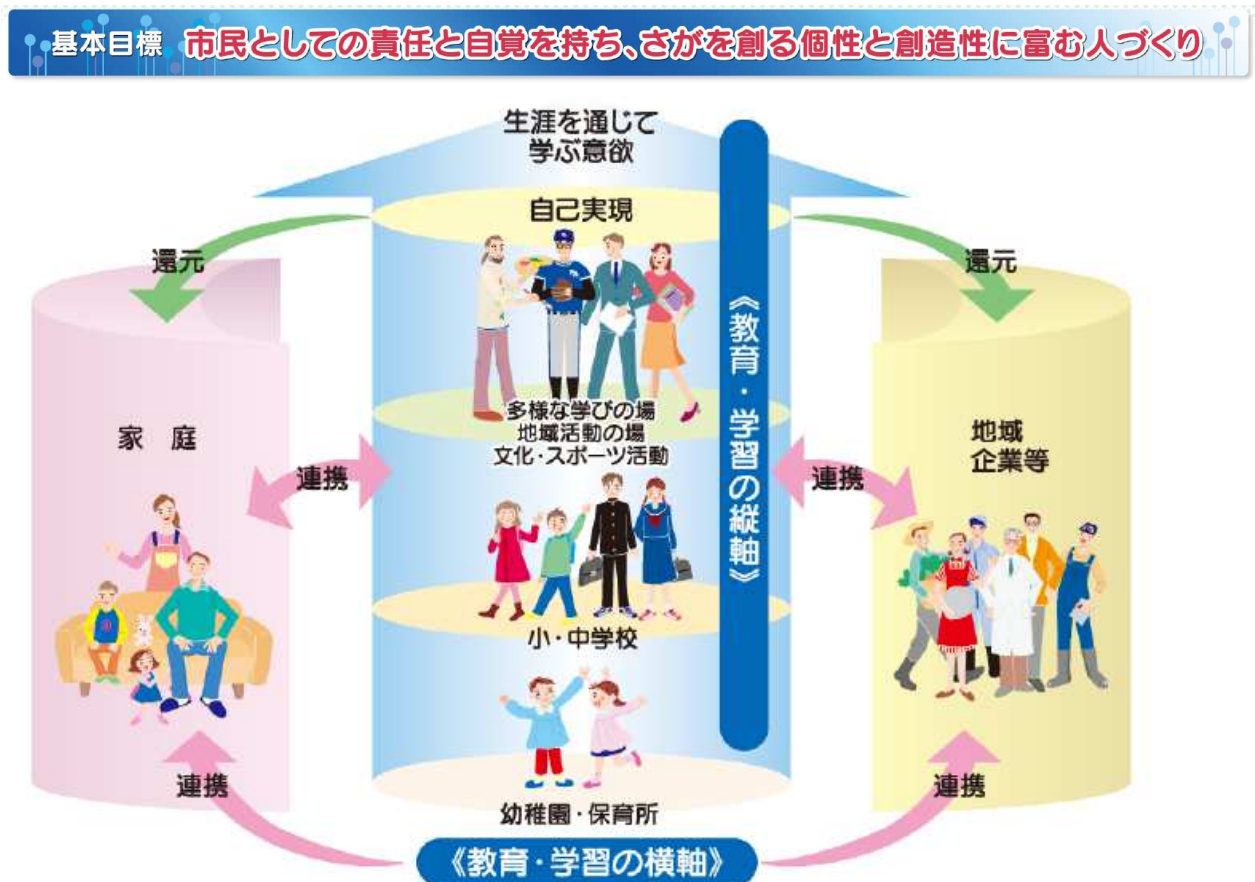 基本目標 市民としての責任と自覚を持ち、さがを創る個性と創造性に富む人づくり
生涯を通じて
学ぶ意欲
自己実現
還元
還元
《教育・学習の縦軸》
多様な学びの場
地域活動の場
文化・スポーツ活動
家 庭
地域
企業等
連携
連携
小・中学校
連携
連携
幼稚園・保育所
《教育・学習の横軸》